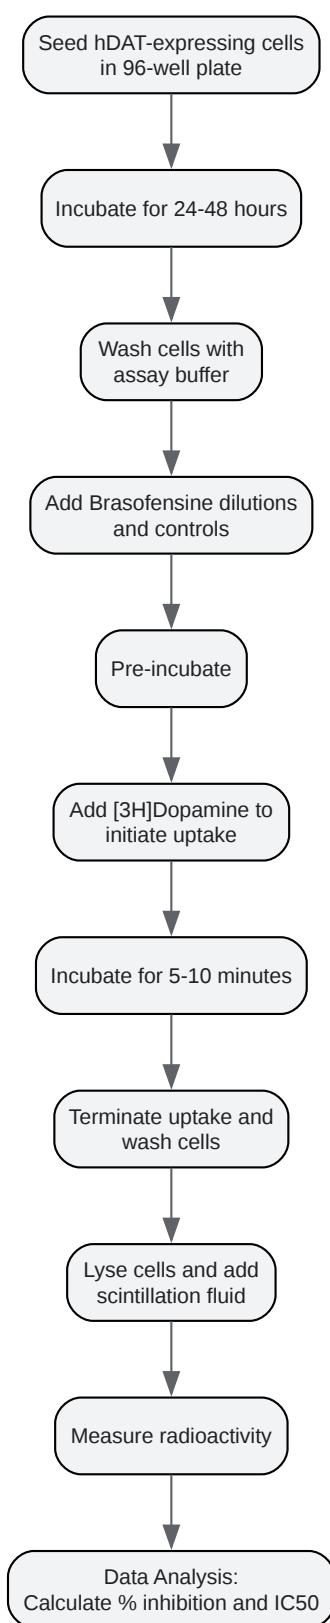 Seed hDAT-expressing cells
in 96-well plate
Incubate for 24-48 hours
Wash cells with
assay buffer
Add Brasofensine dilutions
and controls
Pre-incubate
Add [3H]Dopamine to
initiate uptake
Incubate for 5-10 minutes
Terminate uptake and
wash cells
Lyse cells and add
scintillation fluid
Measure radioactivity
Data Analysis:
Calculate % inhibition and IC50